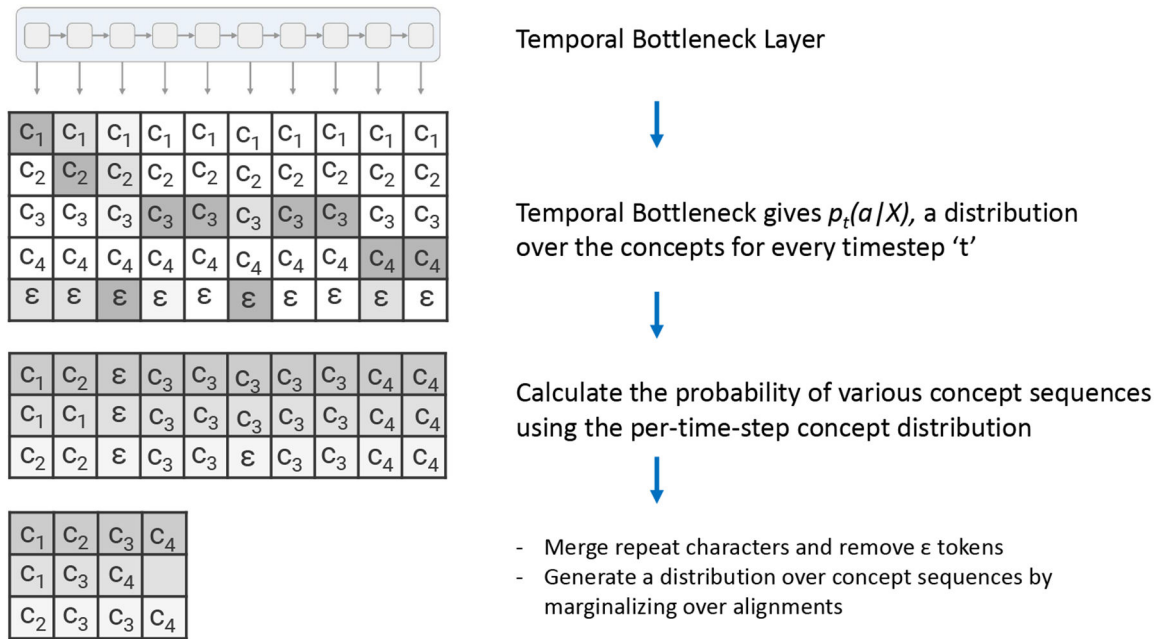 Temporal Bottleneck Layer
c1 c1 c1 c1 c1 c1 c1 c1 c1 c1
c2 c2 c2 c2 c2 c2 c2 c2 c2 c2
c3 c3 c3 c3 c3 c3 c3 c3 c3 c3
c4 c4 c4 c4 c4 c4 c4 c4 c4 c4
ε ε ε ε ε ε ε ε ε ε
Temporal Bottleneck gives pt(a|X), a distribution
over the concepts for every timestep ‘t’
c1 c2 ε c3 c3 c3 c3 c3 c4 c4
c1 c1 ε c3 c3 c3 c3 c3 c4 c4
c2 c2 ε c3 c3 ε c3 c3 c4 c4
Calculate the probability of various concept sequences
using the per-time-step concept distribution
c1 c2 c3 c4
c1 c3 c4
c2 c3 c3 c4
- Merge repeat characters and remove ε tokens
- Generate a distribution over concept sequences by
marginalizing over alignments